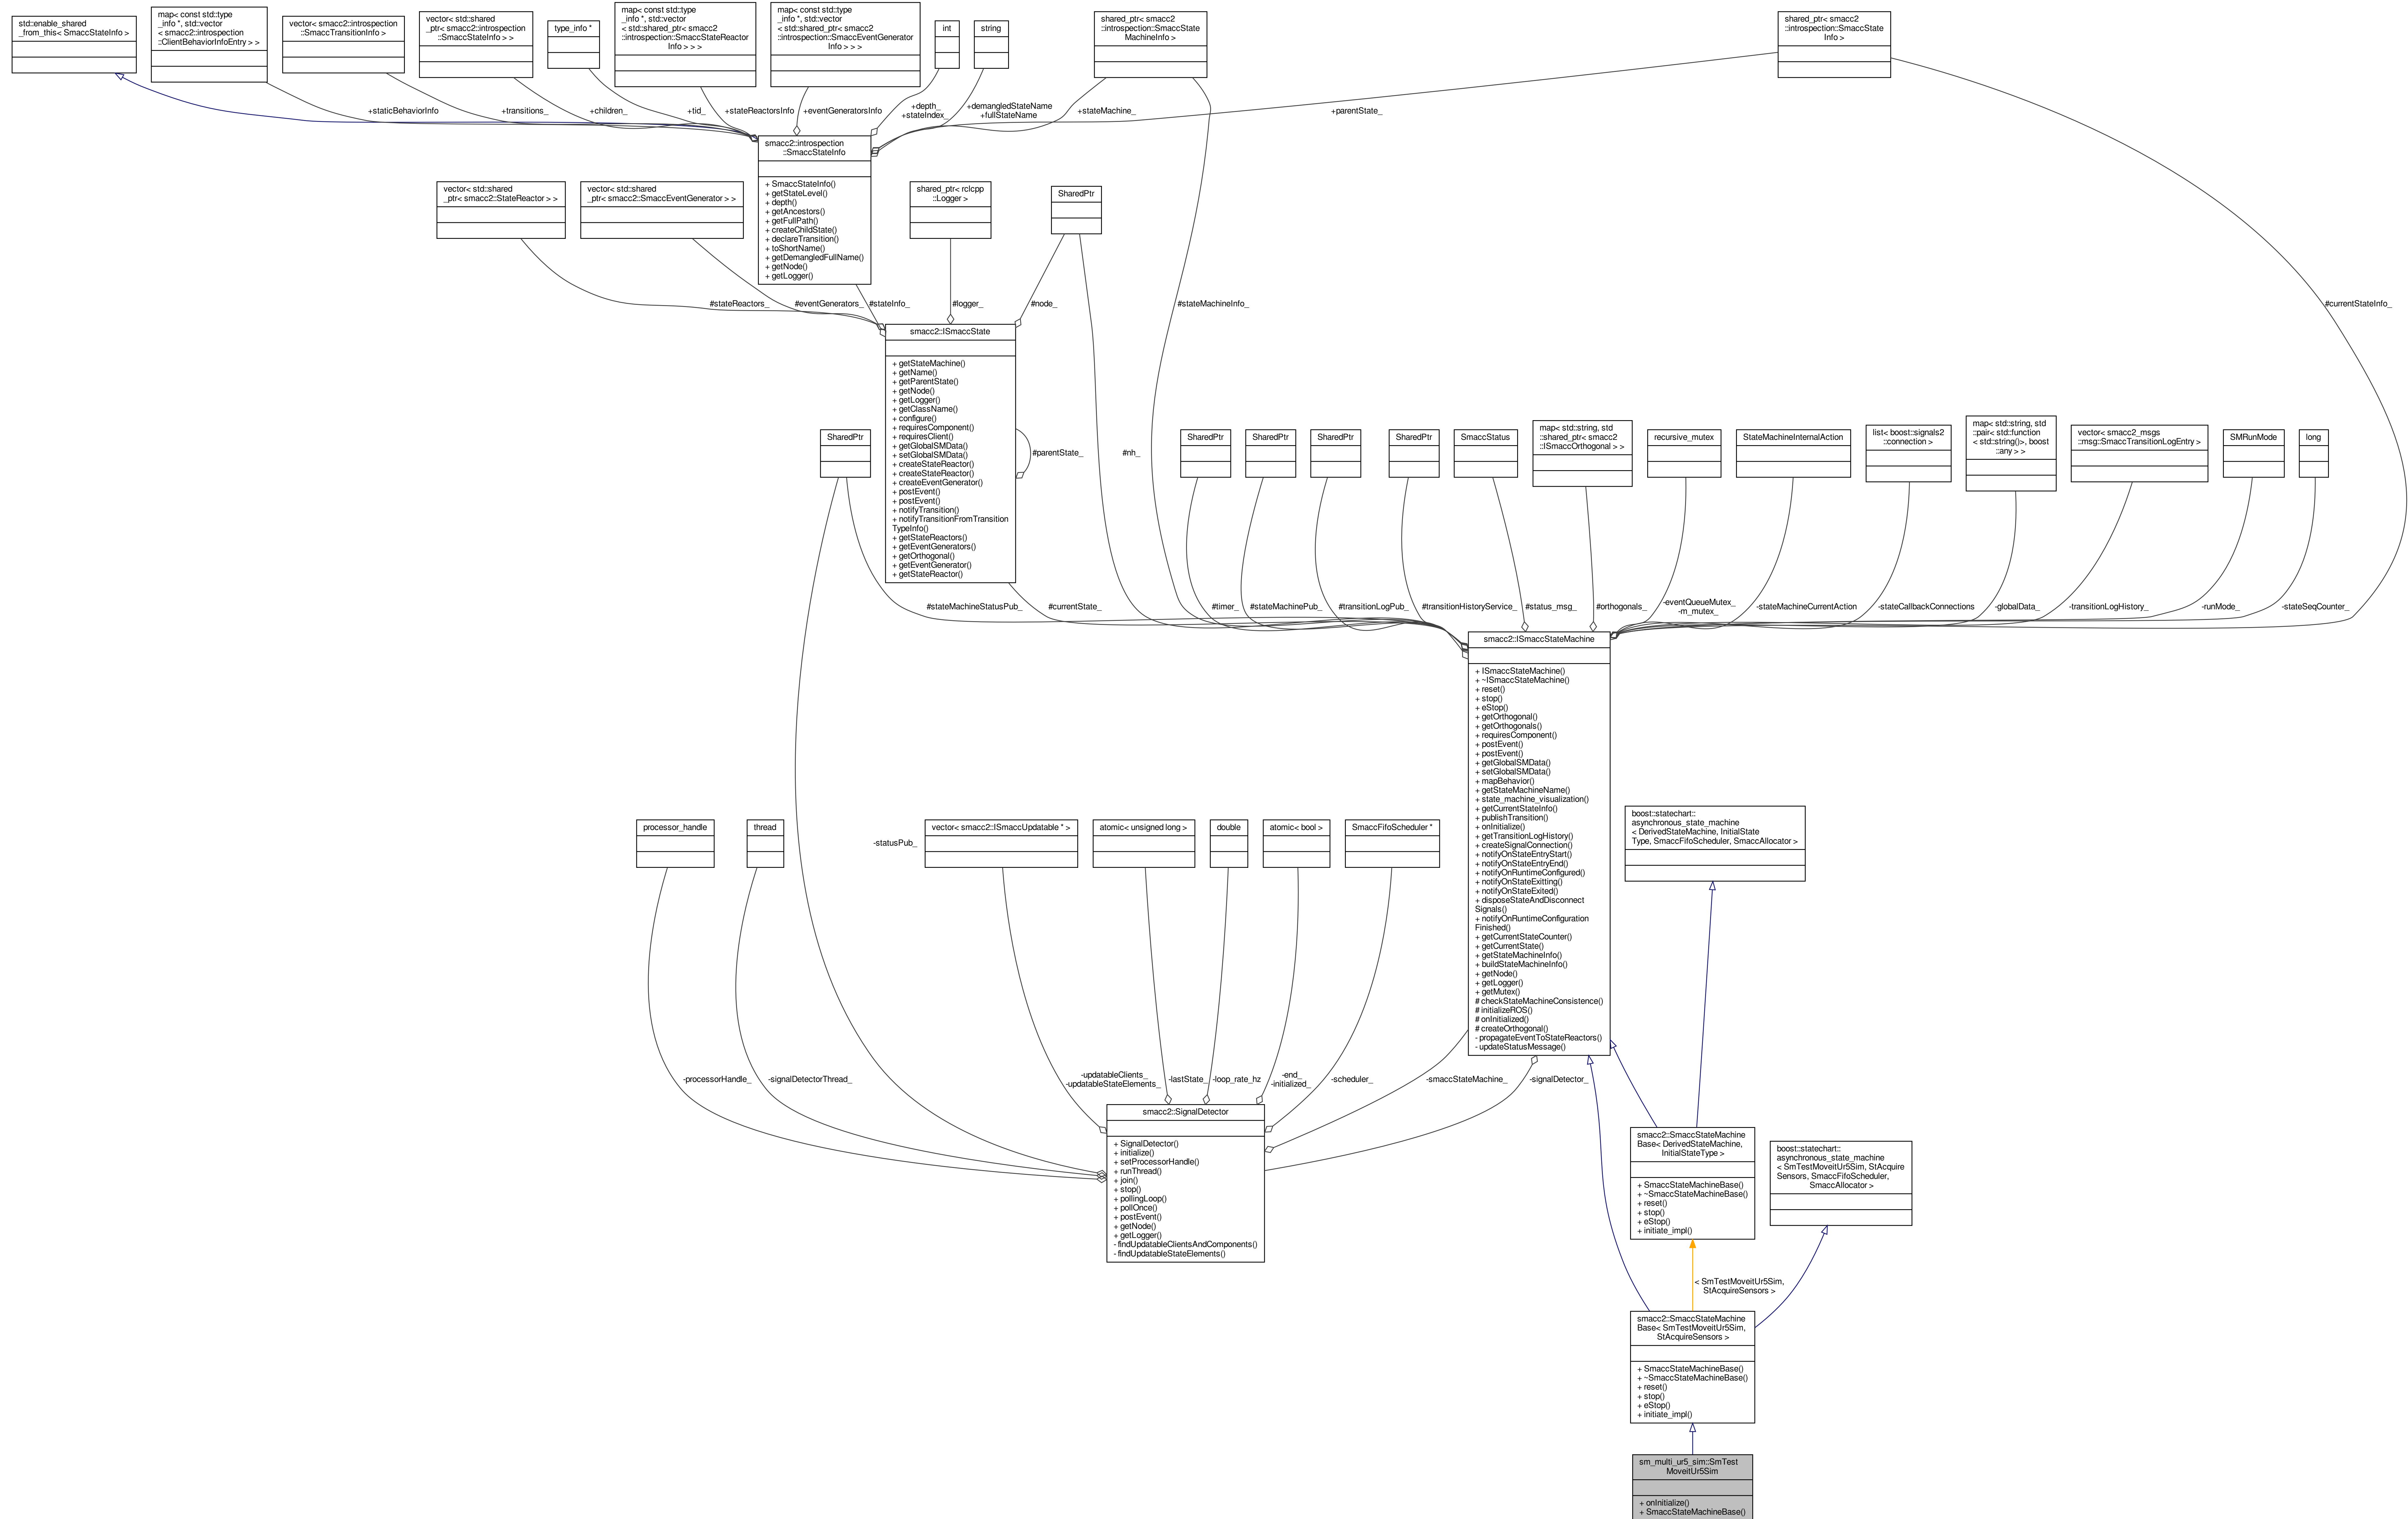 std::enable_shared
_from_this< SmaccStateInfo >
map< const std::type
_info *, std::vector
< smacc2::introspection
::ClientBehaviorInfoEntry > >
vector< smacc2::introspection
::SmaccTransitionInfo >
vector< std::shared
_ptr< smacc2::introspection
::SmaccStateInfo > >
type_info *
map< const std::type
_info *, std::vector
< std::shared_ptr< smacc2
::introspection::SmaccStateReactor
Info > > >
map< const std::type
_info *, std::vector
< std::shared_ptr< smacc2
::introspection::SmaccEventGenerator
Info > > >
int
string
shared_ptr< smacc2
::introspection::SmaccState
MachineInfo >
shared_ptr< smacc2
::introspection::SmaccState
Info >
+staticBehaviorInfo
+transitions_
+children_
+tid_
+stateReactorsInfo
+eventGeneratorsInfo
+depth_
+stateIndex_
+demangledStateName
+fullStateName
+stateMachine_
+parentState_
smacc2::introspection
::SmaccStateInfo
+ SmaccStateInfo()
+ getStateLevel()
+ depth()
+ getAncestors()
+ getFullPath()
+ createChildState()
+ declareTransition()
+ toShortName()
+ getDemangledFullName()
+ getNode()
+ getLogger()
vector< std::shared
_ptr< smacc2::StateReactor > >
vector< std::shared
_ptr< smacc2::SmaccEventGenerator > >
shared_ptr< rclcpp
::Logger >
SharedPtr
#stateReactors_
#eventGenerators_
#stateInfo_
#logger_
#node_
#stateMachineInfo_
#currentStateInfo_
smacc2::ISmaccState
+ getStateMachine()
+ getName()
+ getParentState()
+ getNode()
+ getLogger()
+ getClassName()
+ configure()
+ requiresComponent()
+ requiresClient()
+ getGlobalSMData()
+ setGlobalSMData()
+ createStateReactor()
+ createStateReactor()
+ createEventGenerator()
+ postEvent()
+ postEvent()
+ notifyTransition()
+ notifyTransitionFromTransition
TypeInfo()
+ getStateReactors()
+ getEventGenerators()
+ getOrthogonal()
+ getEventGenerator()
+ getStateReactor()
#parentState_
#nh_
SharedPtr
SharedPtr
SharedPtr
SharedPtr
SharedPtr
SmaccStatus
map< std::string, std
::shared_ptr< smacc2
::ISmaccOrthogonal > >
recursive_mutex
StateMachineInternalAction
list< boost::signals2
::connection >
map< std::string, std
::pair< std::function
< std::string()>, boost
::any > >
vector< smacc2_msgs
::msg::SmaccTransitionLogEntry >
SMRunMode
long
#stateMachineStatusPub_
#currentState_
#timer_
#stateMachinePub_
#transitionLogPub_
#transitionHistoryService_
#status_msg_
#orthogonals_
-eventQueueMutex_
-m_mutex_
-stateMachineCurrentAction
-stateCallbackConnections
-globalData_
-transitionLogHistory_
-runMode_
-stateSeqCounter_
smacc2::ISmaccStateMachine
+ ISmaccStateMachine()
+ ~ISmaccStateMachine()
+ reset()
+ stop()
+ eStop()
+ getOrthogonal()
+ getOrthogonals()
+ requiresComponent()
+ postEvent()
+ postEvent()
+ getGlobalSMData()
+ setGlobalSMData()
+ mapBehavior()
+ getStateMachineName()
+ state_machine_visualization()
+ getCurrentStateInfo()
+ publishTransition()
+ onInitialize()
+ getTransitionLogHistory()
+ createSignalConnection()
+ notifyOnStateEntryStart()
+ notifyOnStateEntryEnd()
+ notifyOnRuntimeConfigured()
+ notifyOnStateExitting()
+ notifyOnStateExited()
+ disposeStateAndDisconnect
Signals()
+ notifyOnRuntimeConfiguration
Finished()
+ getCurrentStateCounter()
+ getCurrentState()
+ getStateMachineInfo()
+ buildStateMachineInfo()
+ getNode()
+ getLogger()
+ getMutex()
# checkStateMachineConsistence()
# initializeROS()
# onInitialized()
# createOrthogonal()
- propagateEventToStateReactors()
- updateStatusMessage()
processor_handle
thread
-statusPub_
vector< smacc2::ISmaccUpdatable * >
atomic< unsigned long >
double
atomic< bool >
SmaccFifoScheduler *
boost::statechart::
asynchronous_state_machine
< DerivedStateMachine, InitialState
Type, SmaccFifoScheduler, SmaccAllocator >
-processorHandle_
-signalDetectorThread_
-updatableClients_
-updatableStateElements_
-lastState_
-loop_rate_hz
-end_
-initialized_
-scheduler_
-smaccStateMachine_
-signalDetector_
smacc2::SignalDetector
+ SignalDetector()
+ initialize()
+ setProcessorHandle()
+ runThread()
+ join()
+ stop()
+ pollingLoop()
+ pollOnce()
+ postEvent()
+ getNode()
+ getLogger()
- findUpdatableClientsAndComponents()
- findUpdatableStateElements()
smacc2::SmaccStateMachine
Base< DerivedStateMachine,
InitialStateType >
+ SmaccStateMachineBase()
+ ~SmaccStateMachineBase()
+ reset()
+ stop()
+ eStop()
+ initiate_impl()
boost::statechart::
asynchronous_state_machine
< SmTestMoveitUr5Sim, StAcquire
Sensors, SmaccFifoScheduler,
SmaccAllocator >
< SmTestMoveitUr5Sim,
StAcquireSensors >
smacc2::SmaccStateMachine
Base< SmTestMoveitUr5Sim,
StAcquireSensors >
+ SmaccStateMachineBase()
+ ~SmaccStateMachineBase()
+ reset()
+ stop()
+ eStop()
+ initiate_impl()
sm_multi_ur5_sim::SmTest
MoveitUr5Sim
+ onInitialize()
+ SmaccStateMachineBase()